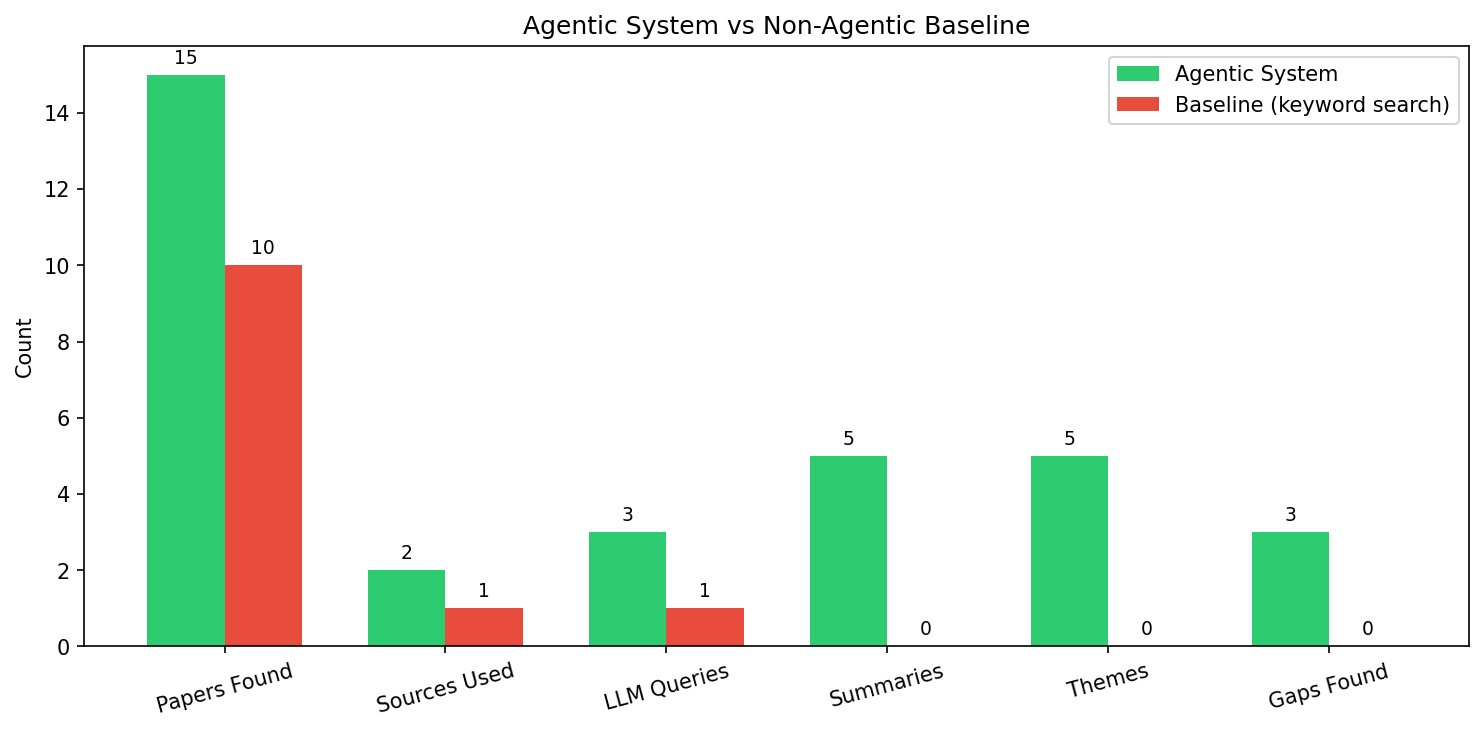 Agentic System vs Non-Agentic Baseline
Agentic System
Baseline (keyword search)
Count
14
12
10
8
6
4
2
0
15
10
2
1
3
1
5
0
5
0
3
0
Papers Found
Sources Used
LLM Queries
Summaries
Themes
Gaps Found